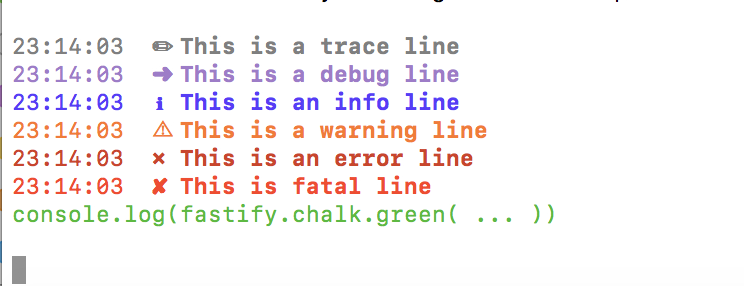 23:14:03 ✏ This is a trace line
23:14:03 ➜ This is a debug line
23:14:03 ℹ This is an info line
23:14:03 ⚠ This is a warning line
23:14:03 ✖ This is an error line
23:14:03 ✘ This is fatal line
console.log(fastify.chalk.green( ... ))